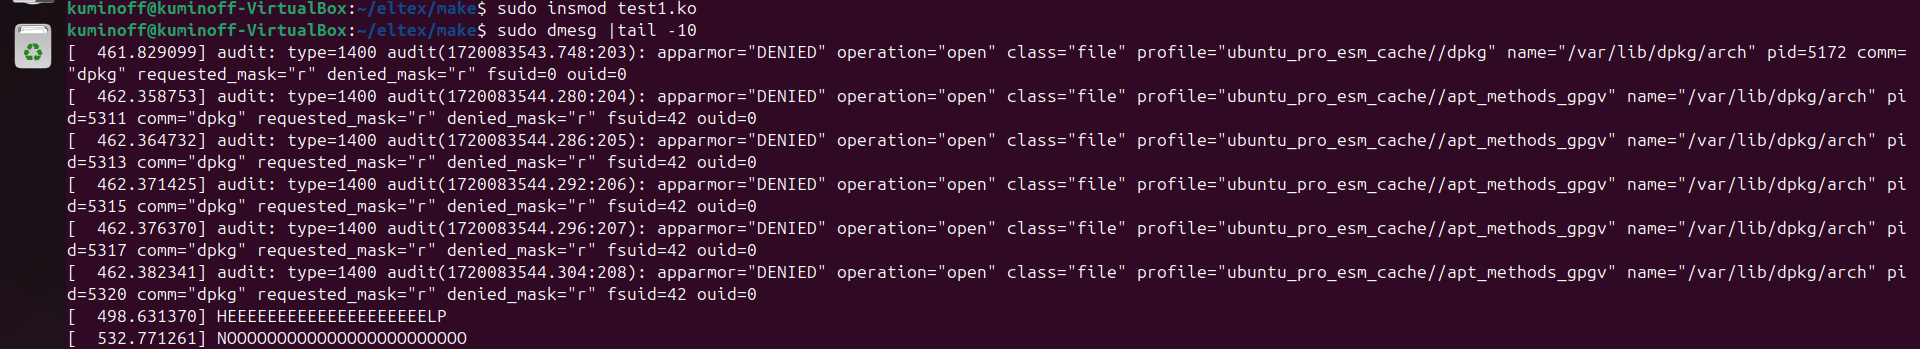 kuminoff@kuminoff-VirtualBox:~/eltex/make$ sudo insmod test1.ko
kuminoff@kuminoff-VirtualBox:~/eltex/make$ sudo dmesg |tail -10
[  461.829099] audit: type=1400 audit(1720083543.748:203): apparmor="DENIED" operation="open" class="file" profile="ubuntu_pro_esm_cache//dpkg" name="/var/lib/dpkg/arch" pid=5172 comm=
"dpkg" requested_mask="r" denied_mask="r" fsuid=0 ouid=0
[  462.358753] audit: type=1400 audit(1720083544.280:204): apparmor="DENIED" operation="open" class="file" profile="ubuntu_pro_esm_cache//apt_methods_gpgv" name="/var/lib/dpkg/arch" pi
d=5311 comm="dpkg" requested_mask="r" denied_mask="r" fsuid=42 ouid=0
[  462.364732] audit: type=1400 audit(1720083544.286:205): apparmor="DENIED" operation="open" class="file" profile="ubuntu_pro_esm_cache//apt_methods_gpgv" name="/var/lib/dpkg/arch" pi
d=5313 comm="dpkg" requested_mask="r" denied_mask="r" fsuid=42 ouid=0
[  462.371425] audit: type=1400 audit(1720083544.292:206): apparmor="DENIED" operation="open" class="file" profile="ubuntu_pro_esm_cache//apt_methods_gpgv" name="/var/lib/dpkg/arch" pi
d=5315 comm="dpkg" requested_mask="r" denied_mask="r" fsuid=42 ouid=0
[  462.376370] audit: type=1400 audit(1720083544.296:207): apparmor="DENIED" operation="open" class="file" profile="ubuntu_pro_esm_cache//apt_methods_gpgv" name="/var/lib/dpkg/arch" pi
d=5317 comm="dpkg" requested_mask="r" denied_mask="r" fsuid=42 ouid=0
[  462.382341] audit: type=1400 audit(1720083544.304:208): apparmor="DENIED" operation="open" class="file" profile="ubuntu_pro_esm_cache//apt_methods_gpgv" name="/var/lib/dpkg/arch" pi
d=5320 comm="dpkg" requested_mask="r" denied_mask="r" fsuid=42 ouid=0
[  498.631370] HEEEEEEEEEEEEEEEEEEEELP
[  532.771261] NOOOOOOOOOOOOOOOOOOOOOOOO